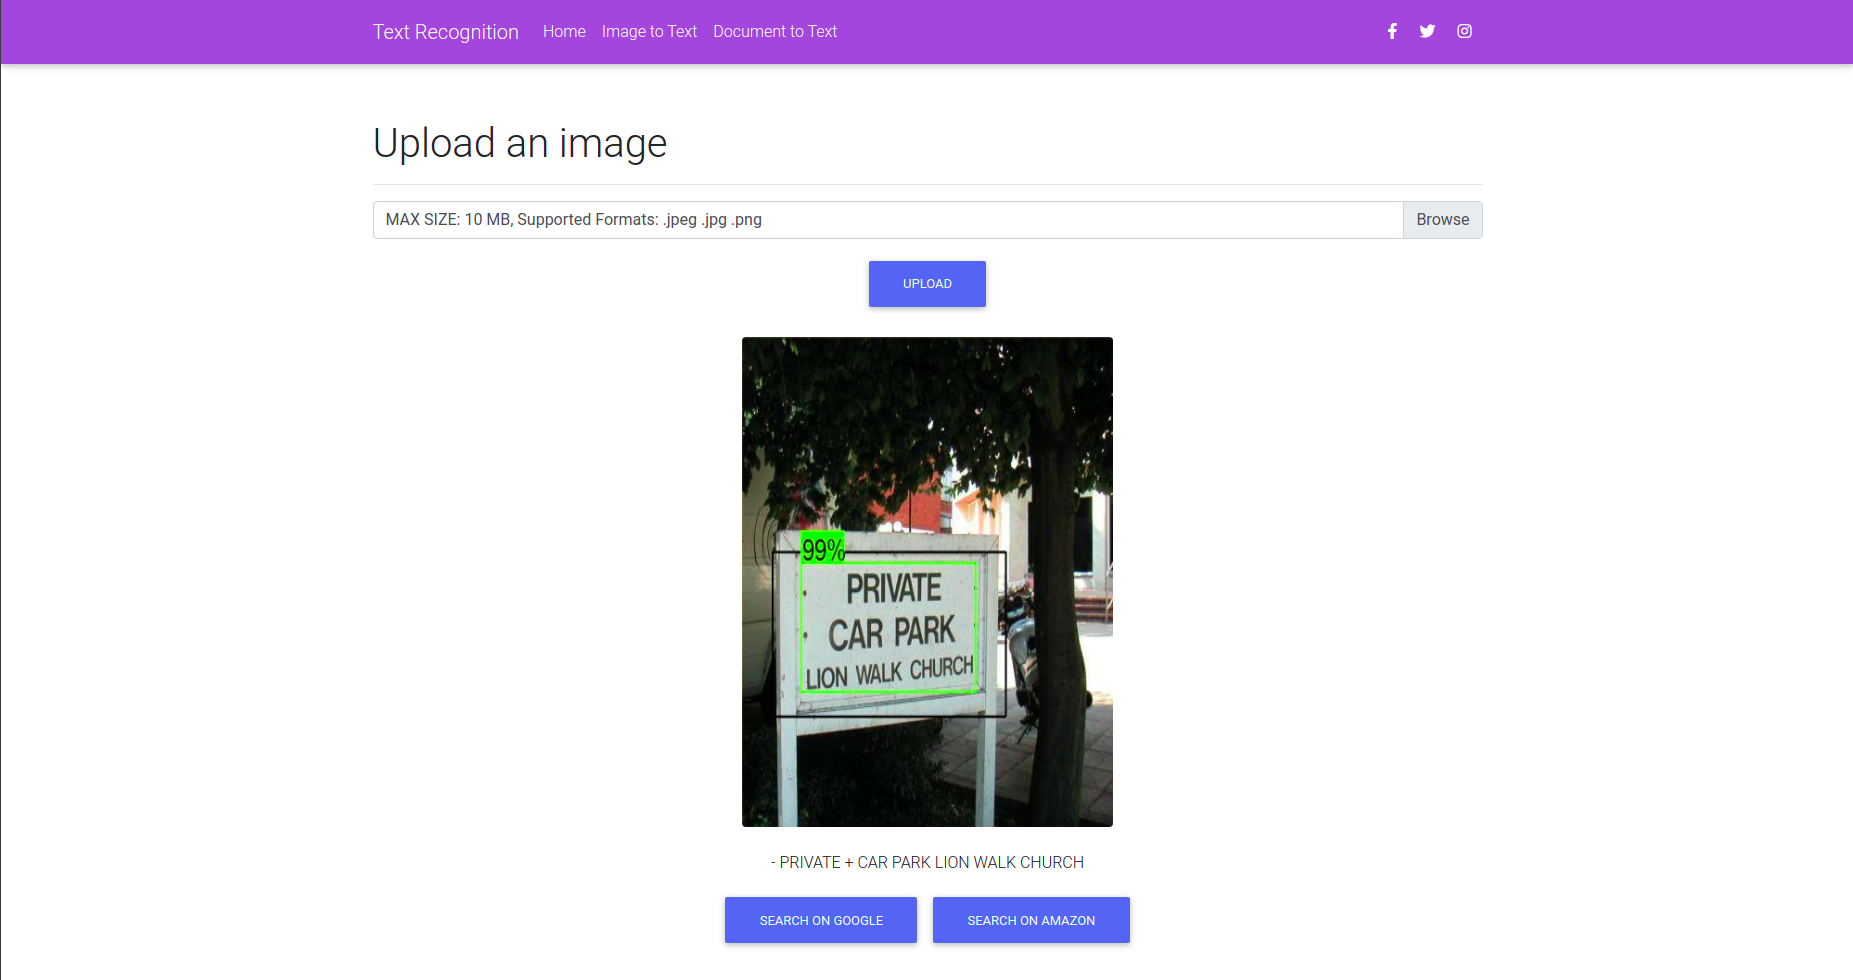 Text Recognition Home Image to Text Document to Text
Upload an image
MAX SIZE: 10 MB, Supported Formats: .jpeg .jpg .png Browse
UPLOAD
99%
PRIVATE
CAR PARK
LION WALK CHURCH
- PRIVATE + CAR PARK LION WALK CHURCH
SEARCH ON GOOGLE SEARCH ON AMAZON